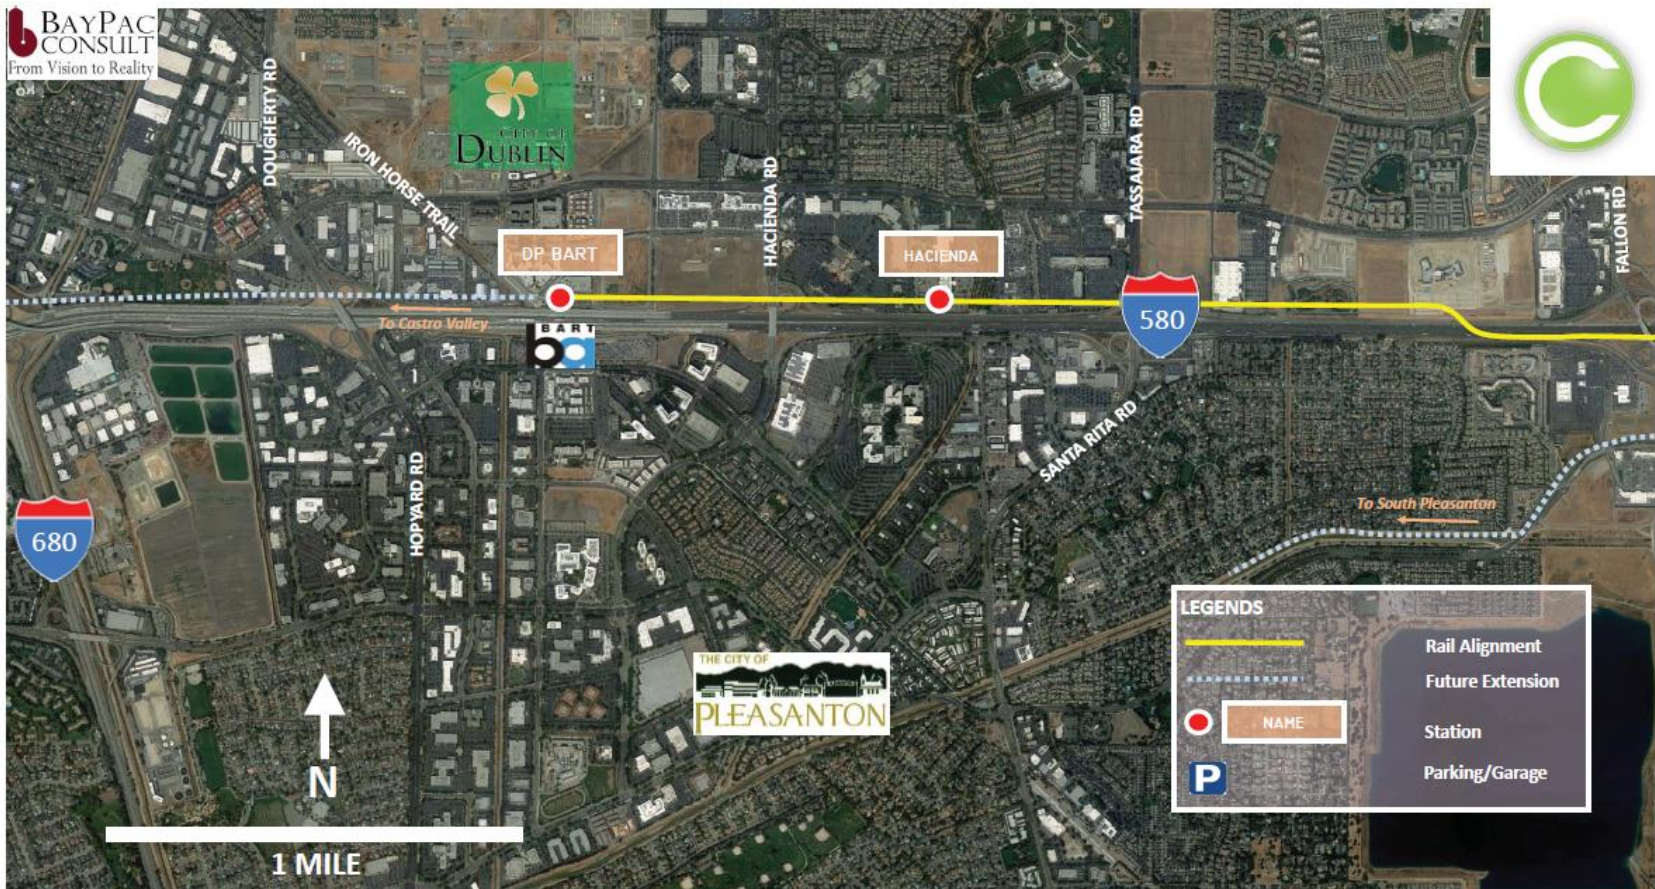 BAYPAC
CONSULT
From Vision to Reality
DOUGHERTY RD
IRON HORSE TRAIL
CITY OF
DUBLIN
HACIENDA RD
TASSAJARA RD
FALLON RD
DP BART
HACIENDA
To Castro Valley
BART
ba
580
SANTA RITA RD
HOPYARD RD
680
To South Pleasanton
THE CITY OF
PLEASANTON
N
1 MILE
LEGENDS
Rail Alignment
Future Extension
NAME
Station
P
Parking/Garage
C